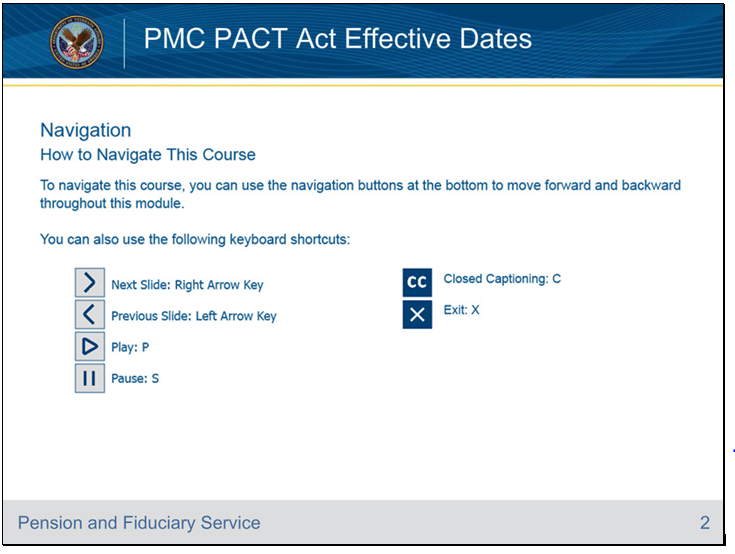 PMC PACT Act Effective Dates
Navigation
How to Navigate This Course
To navigate this course, you can use the navigation buttons at the bottom to move forward and backward
throughout this module.
You can also use the following keyboard shortcuts:
Next Slide: Right Arrow Key
Previous Slide: Left Arrow Key
Play: P
Pause: S
CC Closed Captioning: C
Exit: X
Pension and Fiduciary Service 2